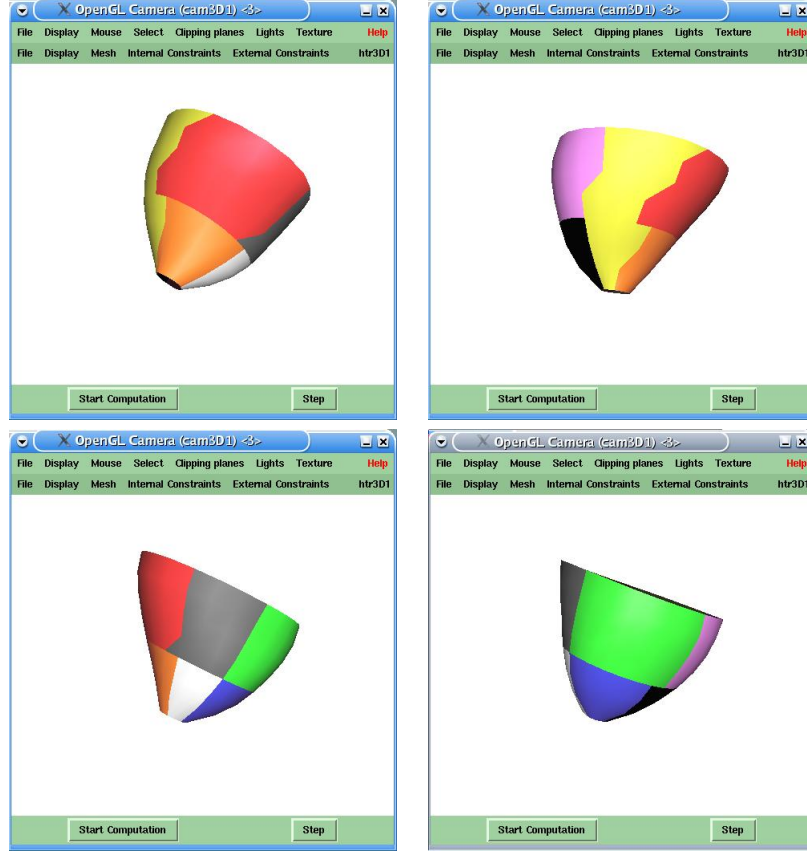 OpenGL Camera (cam3D1) <3>
File Display Mouse Select Clipping planes Lights Texture Help
File Display Mesh Internal Constraints External Constraints htr3D1
Start Computation Step
OpenGL Camera (cam3D1) <3>
File Display Mouse Select Clipping planes Lights Texture Help
File Display Mesh Internal Constraints External Constraints htr3D1
Start Computation Step
OpenGL Camera (cam3D1) <3>
File Display Mouse Select Clipping planes Lights Texture Help
File Display Mesh Internal Constraints External Constraints htr3D1
Start Computation Step
OpenGL Camera (cam3D1) <3>
File Display Mouse Select Clipping planes Lights Texture Help
File Display Mesh Internal Constraints External Constraints htr3D1
Start Computation Step